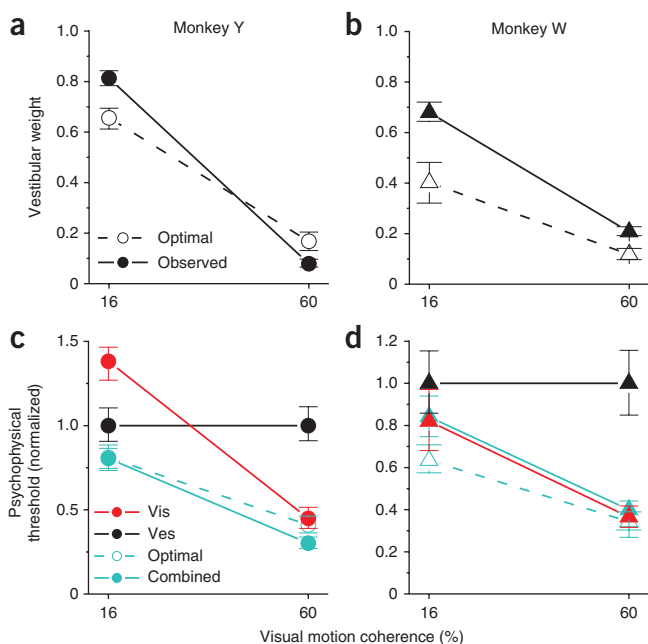 a
Monkey Y
b
Monkey W
Vestibular weight
1.0
0.8
0.6
0.4
0.2
0
Optimal
Observed
16
60
1.0
0.8
0.6
0.4
0.2
0
16
60
c
d
Psychophysical
threshold (normalized)
1.5
1.0
0.5
0
Vis
Ves
Optimal
Combined
16
60
1.2
1.0
0.8
0.6
0.4
0.2
0
16
60
Visual motion coherence (%)